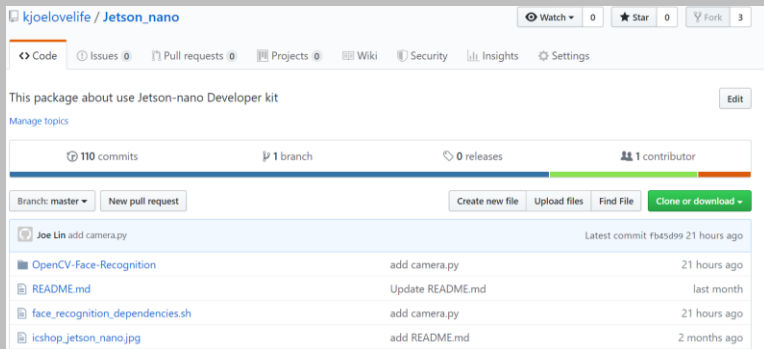 kjoelovelife / Jetson_nano Watch 0 Star 0 Fork 3
Code Issues 0 Pull requests 0 Projects 0 Wiki Security Insights Settings
This package about use Jetson-nano Developer kit Edit
Manage topics
110 commits 1 branch 0 releases 1 contributor
Branch: master New pull request Create new file Upload files Find File Clone or download
Joe Lin add camera.py Latest commit fb45d99 21 hours ago
OpenCV-Face-Recognition add camera.py 21 hours ago
README.md Update README.md last month
face_recognition_dependencies.sh add camera.py 21 hours ago
icshop_jetson_nano.jpg add README.md 2 months ago